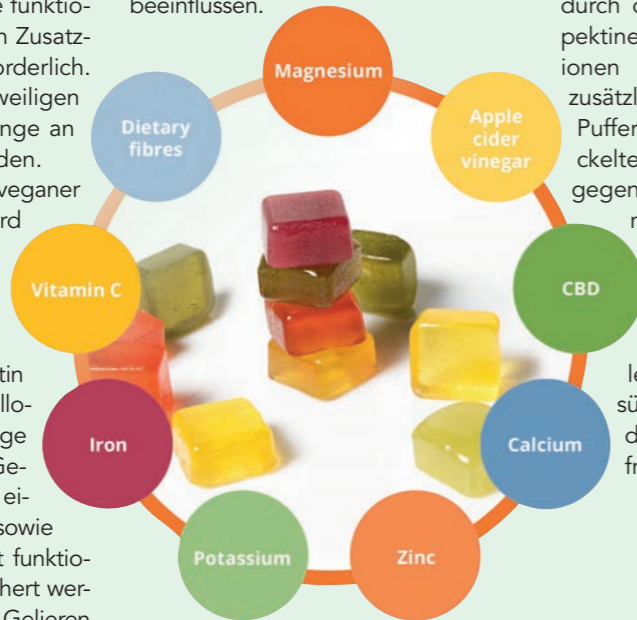 e funktio-
n Zusatz-
orderlich.
weiligen
nge an
den.
veganer
rd
tin
llo-
ge
Ge-
ei-
sowie
t funktio-
hert wer-
Gelieren
beeinflussen.
Magnesium
Apple
cider
vinegar
CBD
Calcium
Zinc
Potassium
Iron
Vitamin C
Dietary
fibres
durch
pektine
ionen
zusätzl
Puffer
ckelte
gegen
le
sü
d
fr